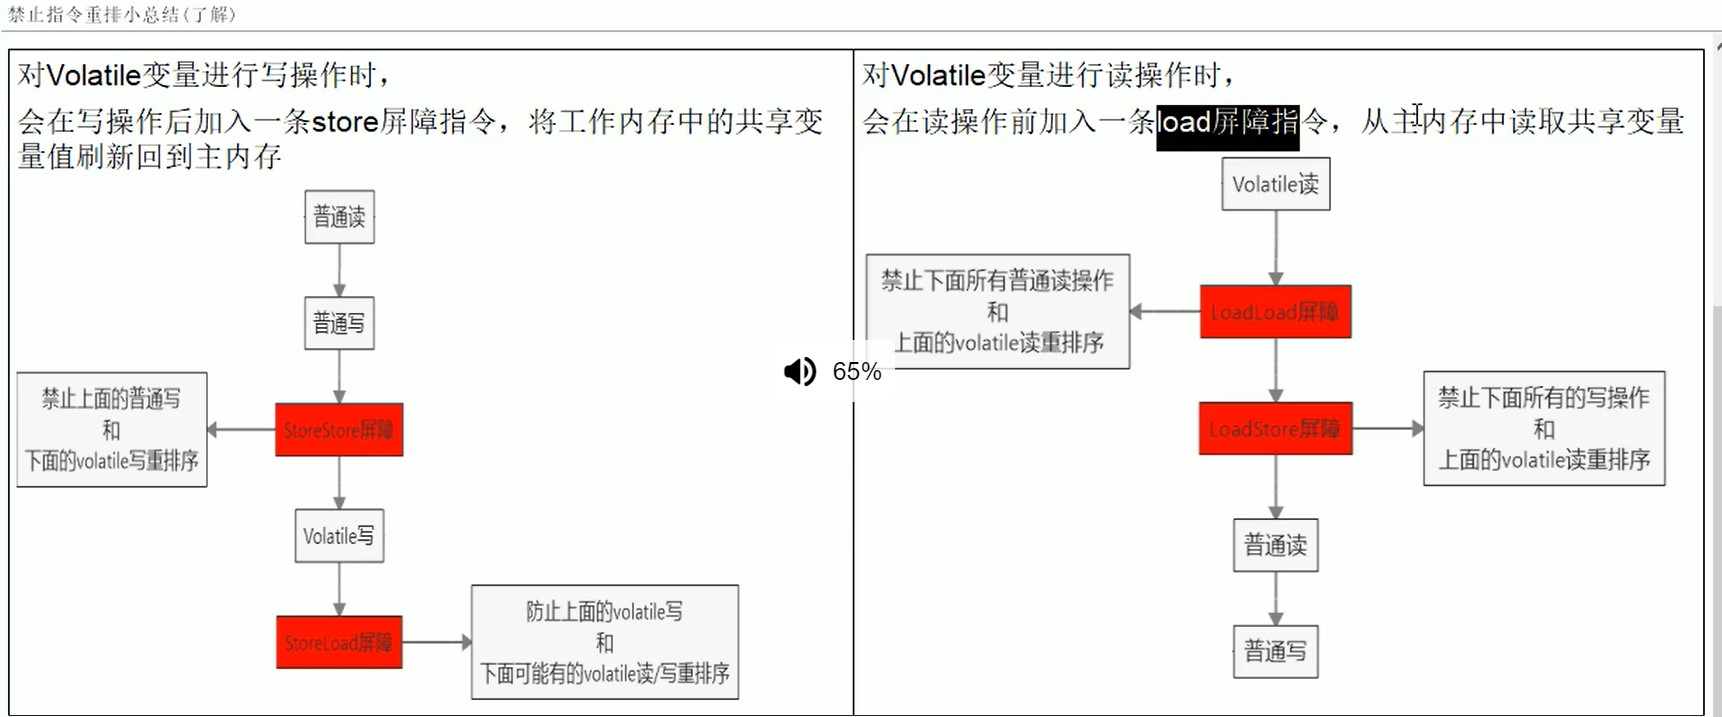 禁止指令重排小总结(了解)
对Volatile变量进行写操作时，
会在写操作后加入一条store屏障指令，将工作内存中的共享变
量值刷新回到主内存
普通读
普通写
禁止上面的普通写
和
下面的volatile写重排序
StoreStore屏障
Volatile写
StoreLoad屏障
防止上面的volatile写
和
下面可能有的volatile读/写重排序
对Volatile变量进行读操作时，
会在读操作前加入一条load屏障指令，从主内存中读取共享变量
Volatile读
禁止下面所有普通读操作
和
上面的volatile读重排序
LoadLoad屏障
LoadStore屏障
禁止下面所有的写操作
和
上面的volatile读重排序
普通读
普通写
65%